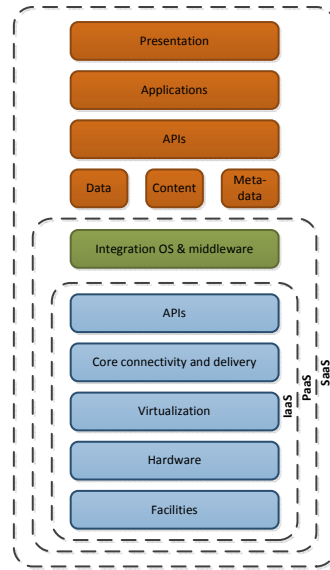 Presentation
Applications
APIs
Data
Content
Meta-
data
Integration OS & middleware
APIs
Core connectivity and delivery
Virtualization
Hardware
Facilities
IaaS
PaaS
SaaS